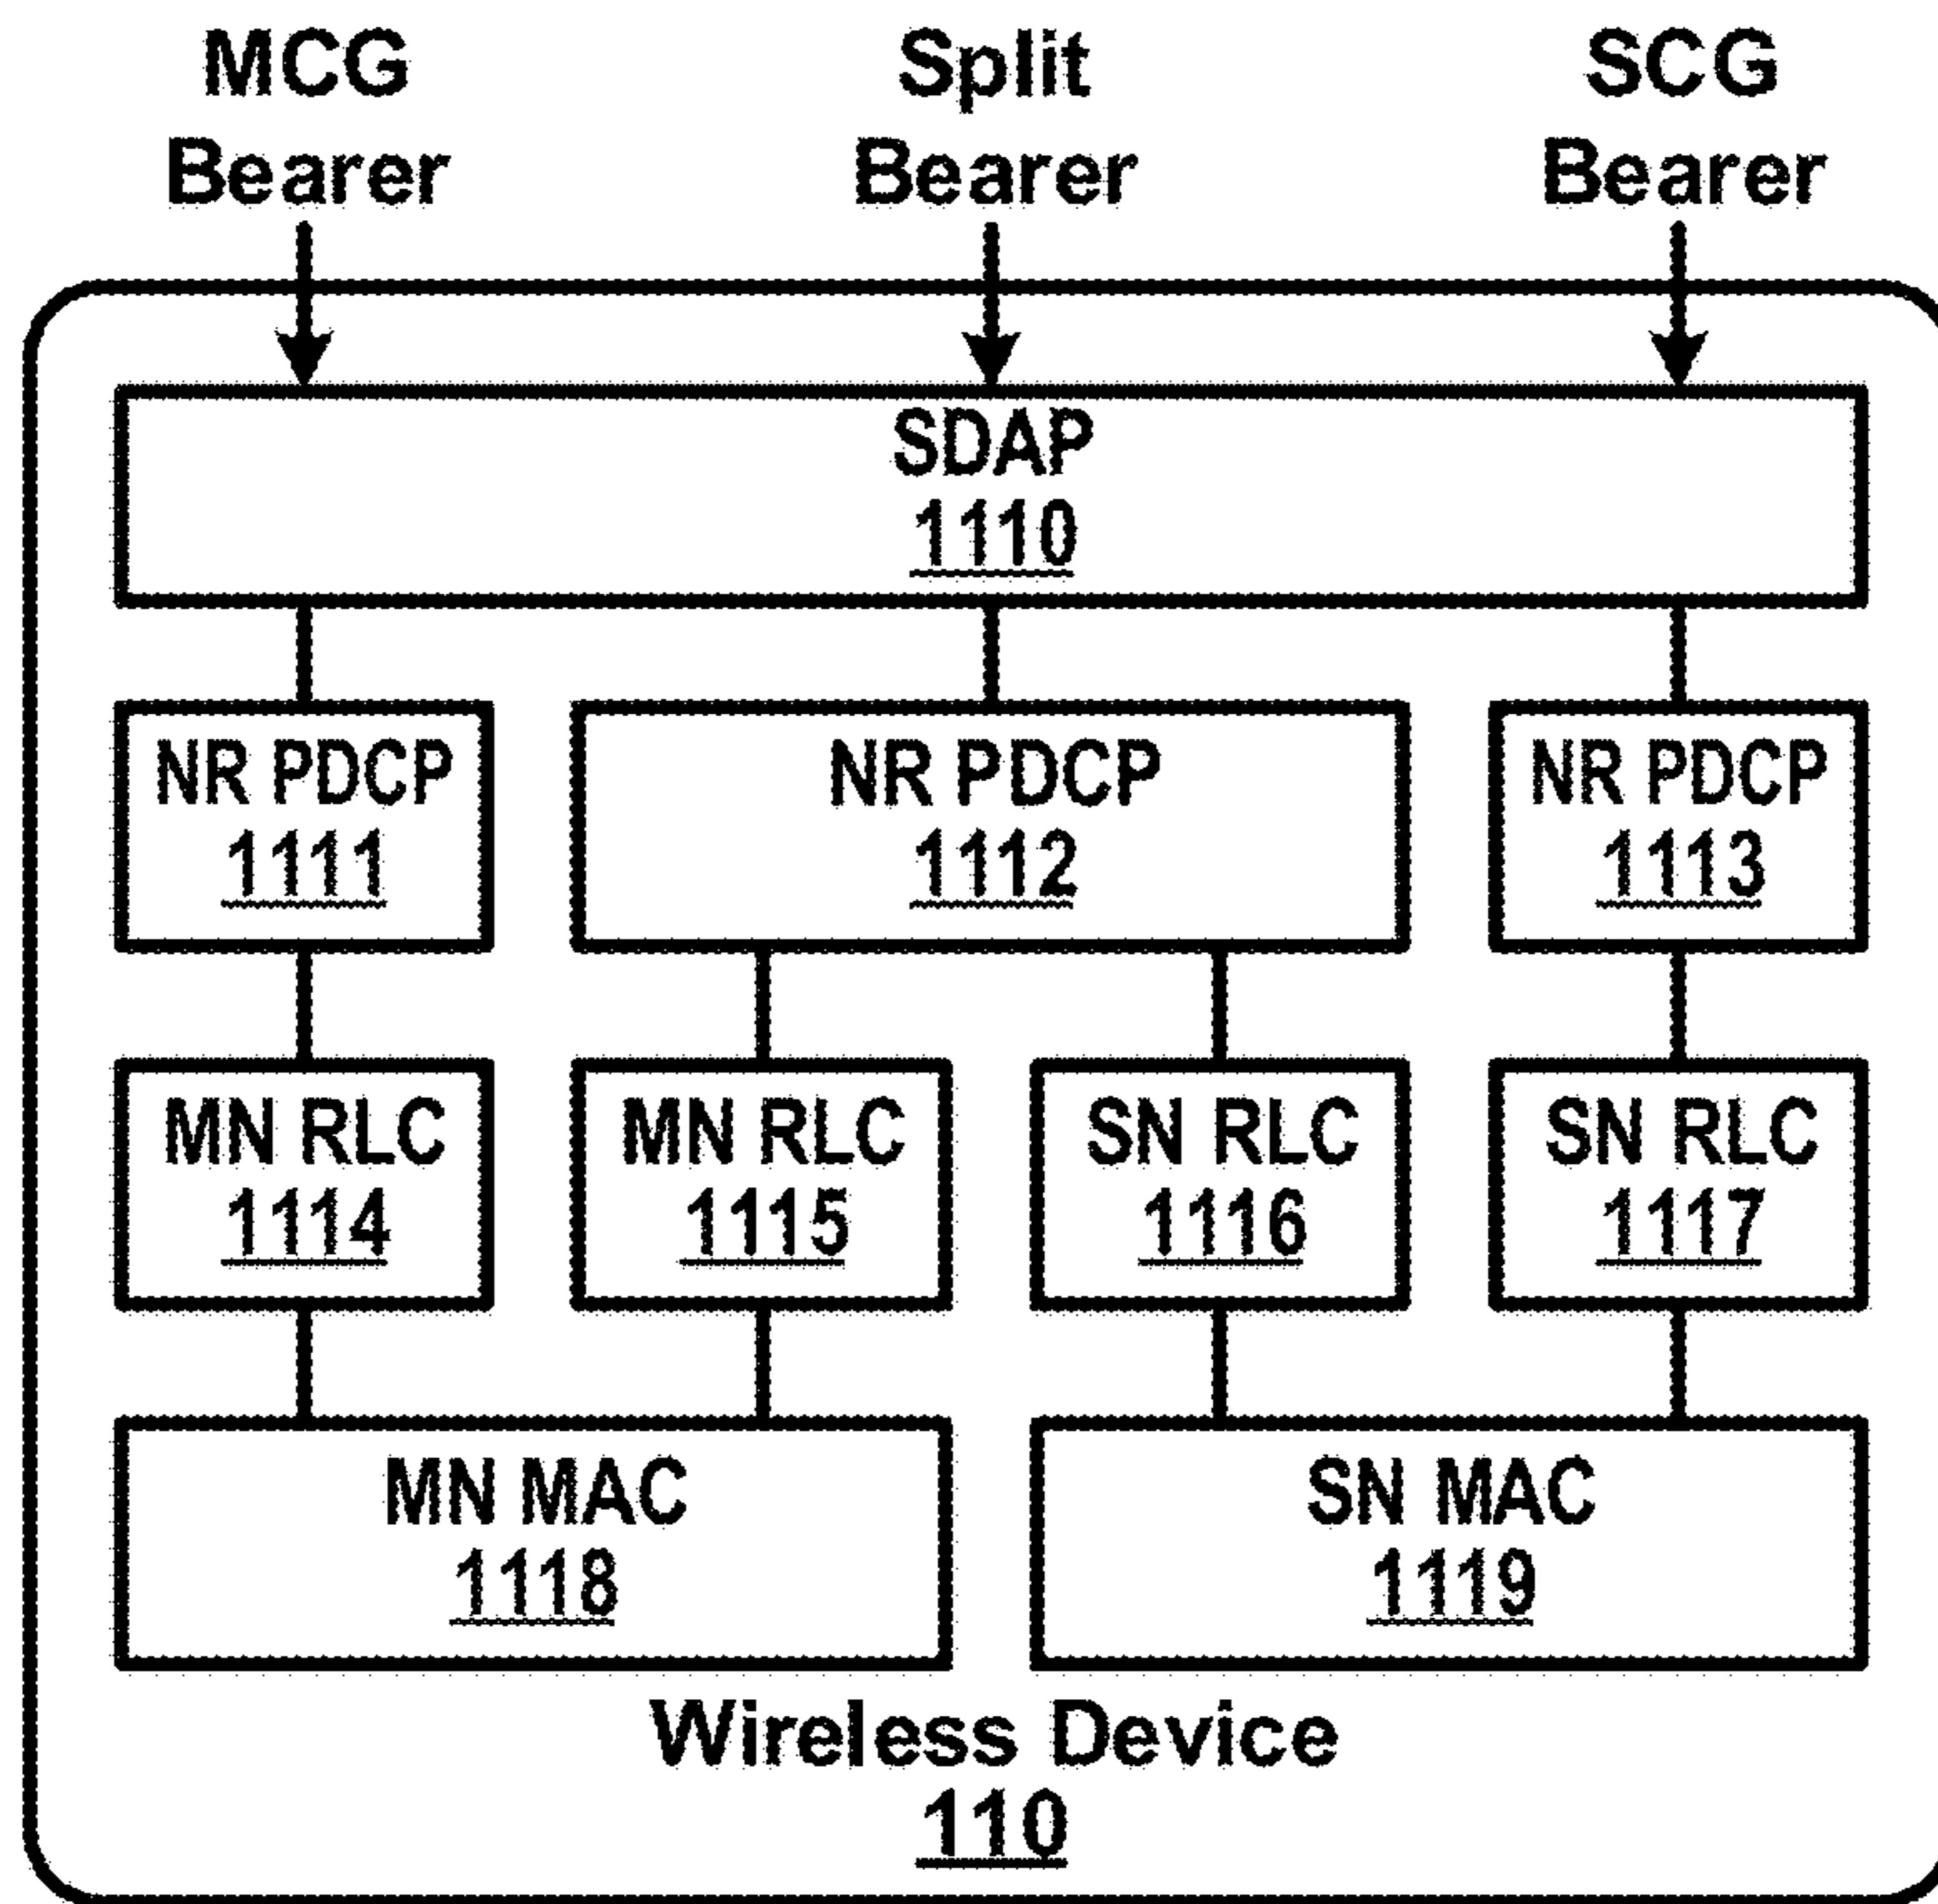 MCG Bearer
Split Bearer
SCG Bearer
SDAP
1110
NR PDCP
1111
NR PDCP
1112
NR PDCP
1113
MN RLC
1114
MN RLC
1115
SN RLC
1116
SN RLC
1117
MN MAC
1118
SN MAC
1119
Wireless Device
110